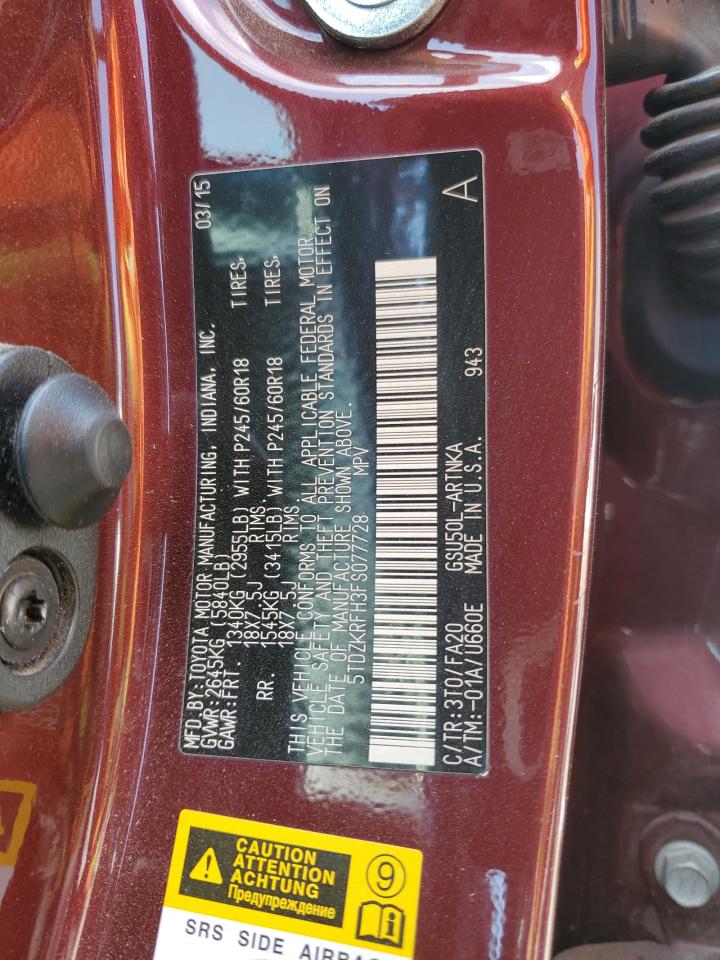 MFD.BY:TOYOTA MOTOR MANUFACTURING, INDIANA, INC. 03/15
GVWR:2645KG (5840LB)
GAWR:FRT. 1340KG (2955LB) WITH P245/60R18 TIRES,
18X7.5J RIMS.
RR. 1545KG (3415LB) WITH P245/60R18 TIRES,
18X7.5J RIMS.
THIS VEHICLE CONFORMS TO ALL APPLICABLE FEDERAL MOTOR
VEHICLE SAFETY AND THEFT PREVENTION STANDARDS IN EFFECT ON
THE DATE OF MANUFACTURE SHOWN ABOVE.
5TDZKRFH3FS077728 MPV
C/TR:3T0/FA20 GSU50L-ARTNKA
A/TM:-01A/U660E MADE IN U.S.A. 943
A
CAUTION
ATTENTION
ACHTUNG
Предупреждение
9
SRS SIDE